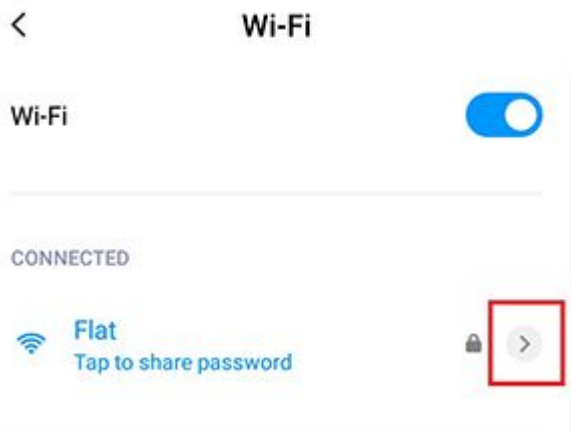 Wi-Fi
Wi-Fi
CONNECTED
Flat
Tap to share password